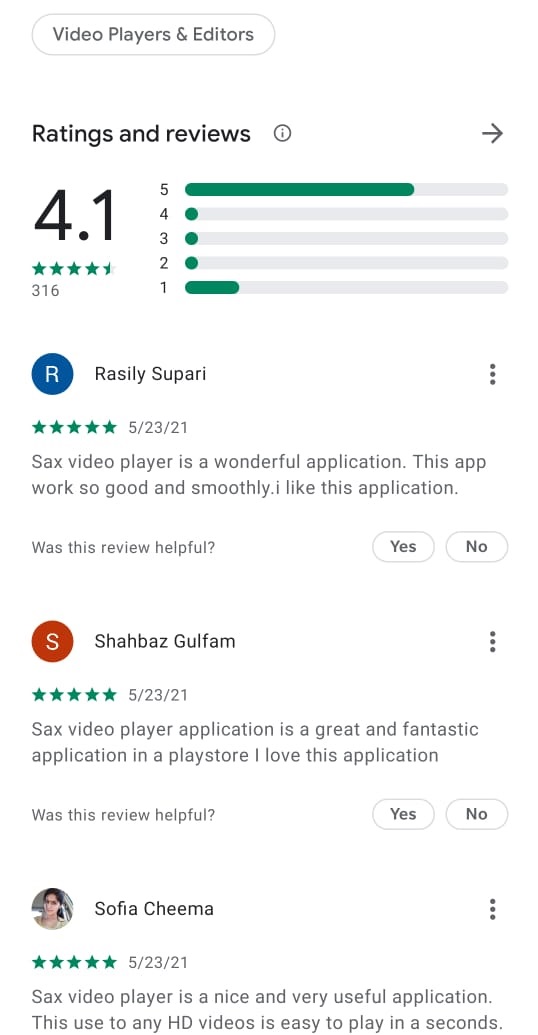 Video Players & Editors
Ratings and reviews
4.1
316
5
4
3
2
1
R
Rasily Supari
5/23/21
Sax video player is a wonderful application. This app
work so good and smoothly.i like this application.
Was this review helpful?
Yes
No
S
Shahbaz Gulfam
5/23/21
Sax video player application is a great and fantastic
application in a playstore I love this application
Was this review helpful?
Yes
No
Sofia Cheema
5/23/21
Sax video player is a nice and very useful application.
This use to any HD videos is easy to play in a seconds.